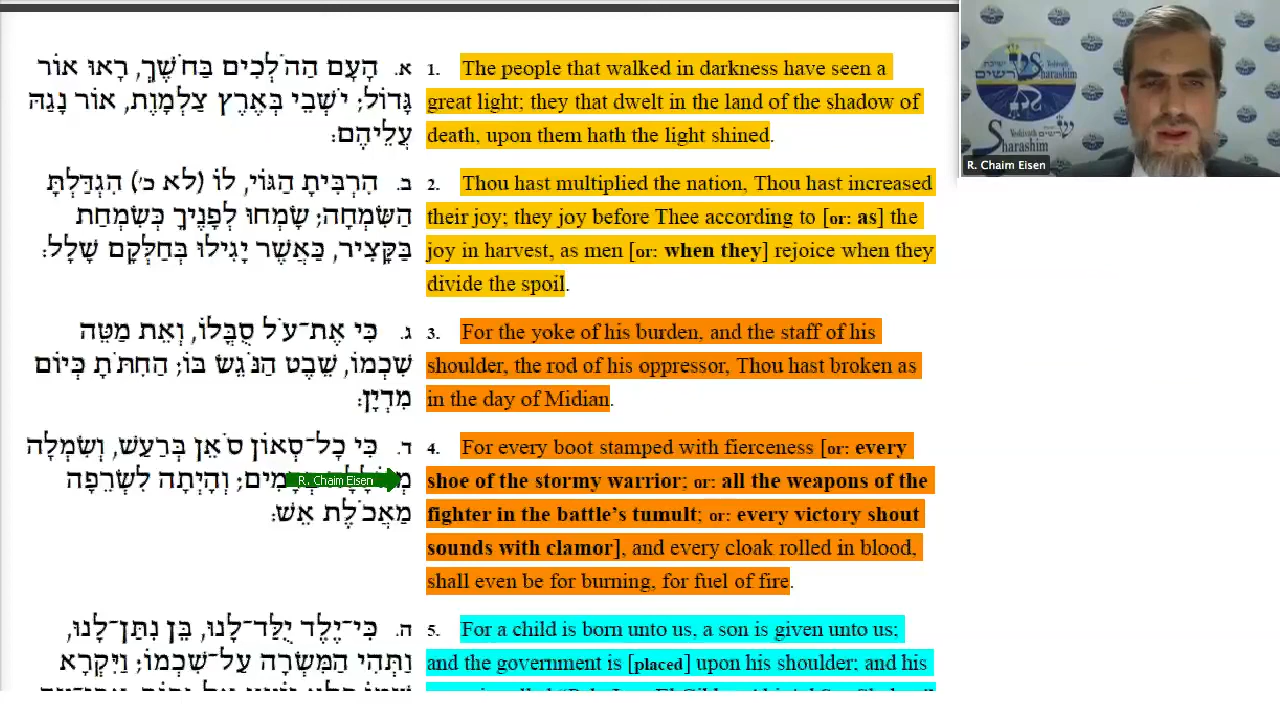 א. הָעָם הַהֹלְכִים בַּחֹשֶׁךְ, רָאוּ אוֹר
גָּדוֹל; יֹשְׁבֵי בְּאֶרֶץ צַלְמָוֶת, אוֹר נָגַהּ
עֲלֵיהֶם:
1. The people that walked in darkness have seen a
great light; they that dwelt in the land of the shadow of
death, upon them hath the light shined.
ב. הִרְבִּיתָ הַגּוֹי, לוֹ (לא כ׳) הִגְדַּלְתָּ
הַשִּׂמְחָה; שָׂמְחוּ לְפָנֶיךָ כְּשִׂמְחַת
בַּקָּצִיר, כַּאֲשֶׁר יָגִילוּ בְּחַלְּקָם שָׁלָל:
2. Thou hast multiplied the nation, Thou hast increased
their joy; they joy before Thee according to [or: as] the
joy in harvest, as men [or: when they] rejoice when they
divide the spoil.
ג. כִּי אֶת־עֹל סֻבֳּלוֹ, וְאֵת מַטֵּה
שִׁכְמוֹ, שֵׁבֶט הַנֹּגֵשׂ בּוֹ; הַחִתֹּתָ כְּיוֹם
מִדְיָן:
3. For the yoke of his burden, and the staff of his
shoulder, the rod of his oppressor, Thou hast broken as
in the day of Midian.
ד. כִּי כָל־סְאוֹן סֹאֵן בְּרַעַשׁ, וְשִׂמְלָה
R. Chaim Eisen וְהָיְתָה לִשְׂרֵפָה
מַאֲכֹלֶת אֵשׁ:
4. For every boot stamped with fierceness [or: every
shoe of the stormy warrior; or: all the weapons of the
fighter in the battle's tumult; or: every victory shout
sounds with clamor], and every cloak rolled in blood,
shall even be for burning, for fuel of fire.
ה. כִּי־יֶלֶד יֻלַּד־לָנוּ, בֵּן נִתַּן־לָנוּ,
וַתְּהִי הַמִּשְׂרָה עַל־שִׁכְמוֹ; וַיִּקְרָא
5. For a child is born unto us, a son is given unto us;
and the government is [placed] upon his shoulder; and his
שרשים
Sharashim
Yeshivath
Sharashim
R. Chaim Eisen